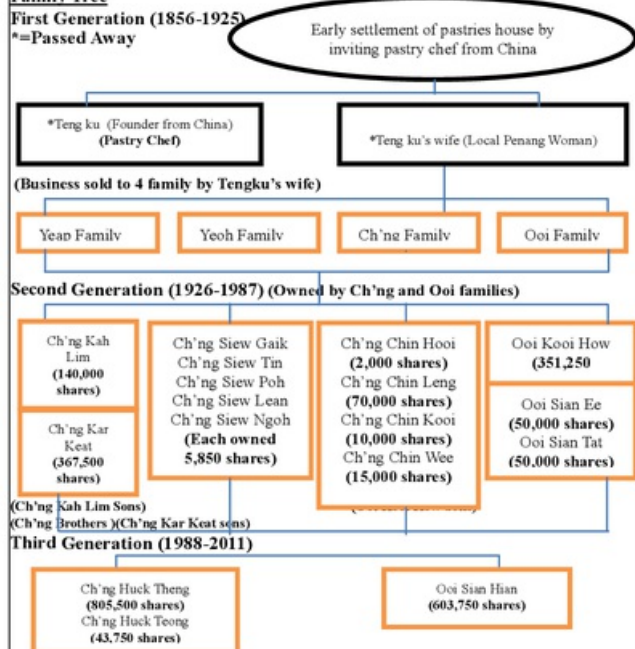 Family Tree
First Generation (1856-1925)
*=Passed Away
Early settlement of pastries house by
inviting pastry chef from China
*Teng ku (Founder from China)
(Pastry Chef)
*Teng ku's wife (Local Penang Woman)
(Business sold to 4 family by Tengku's wife)
Yeap Family
Yeoh Family
Ch'ng Family
Ooi Family
Second Generation (1926-1987) (Owned by Ch'ng and Ooi families)
Ch'ng Kah
Lim
(140,000
shares)
Ch'ng Kar
Keat
(367,500
shares)
Ch'ng Siew Gaik
Ch'ng Siew Tin
Ch'ng Siew Poh
Ch'ng Siew Lean
Ch'ng Siew Ngoh
(Each owned
5,850 shares)
Ch'ng Chin Hooi
(2,000 shares)
Ch'ng Chin Leng
(70,000 shares)
Ch'ng Chin Kooi
(10,000 shares)
Ch'ng Chin Wee
(15,000 shares)
Ooi Kooi How
(351,250
Ooi Sian Ee
(50,000 shares)
Ooi Sian Tat
(50,000 shares)
(Ch'ng Kah Lim Sons)
(Ch'ng Brothers )(Ch'ng Kar Keat sons)
Third Generation (1988-2011)
Ch'ng Huck Theng
(805,500 shares)
Ch'ng Huck Teong
(43,750 shares)
Ooi Sian Hian
(603,750 shares)